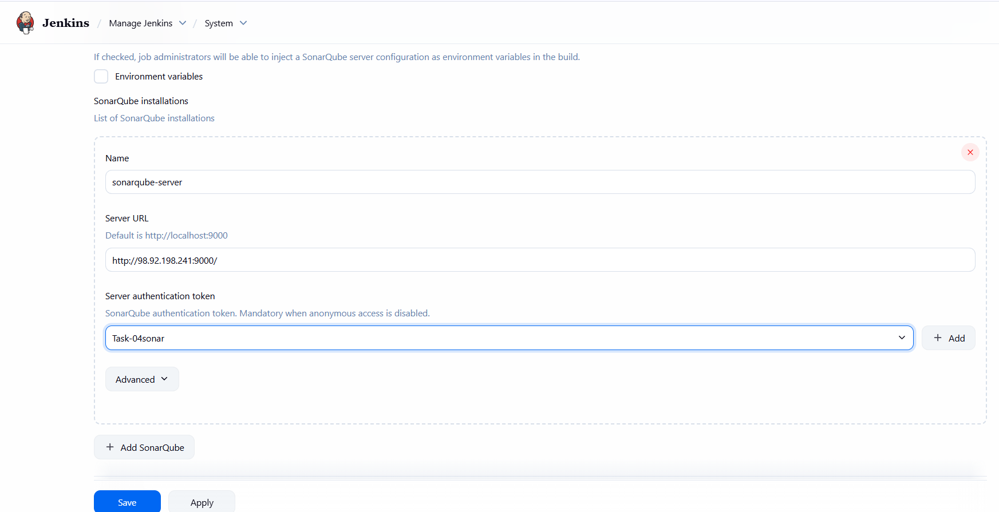 Jenkins / Manage Jenkins / System
If checked, job administrators will be able to inject a SonarQube server configuration as environment variables in the build.
Environment variables
SonarQube installations
List of SonarQube installations
Name
sonarqube-server
Server URL
Default is http://localhost:9000
http://98.92.198.241:9000/
Server authentication token
SonarQube authentication token. Mandatory when anonymous access is disabled.
Task-04sonar
+ Add
Advanced
+ Add SonarQube
Save Apply